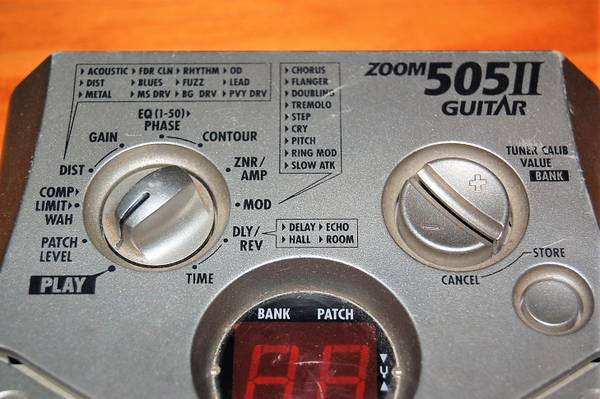 ▸ACOUSTIC ▸FDR CLN ▸RHYTHM ▸OD
▸DIST ▸BLUES ▸FUZZ ▸LEAD
▸METAL ▸MS DRV ▸BG DRV ▸PVY DRV
▸CHORUS
▸FLANGER
▸DOUBLING
▸TREMOLO
▸STEP
▸CRY
▸PITCH
▸RING MOD
▸SLOW ATK
ZOOM 505II
GUITAR
EQ (1-50)▸
PHASE
GAIN
CONTOUR
DIST
ZNR/
AMP
COMP▸
LIMIT▸
WAH
MOD
PATCH
LEVEL
DLY/
REV
▸DELAY ▸ECHO
▸HALL ▸ROOM
PLAY
TIME
TUNER CALIB
VALUE
BANK
+
−
STORE
CANCEL
BANK PATCH
A9